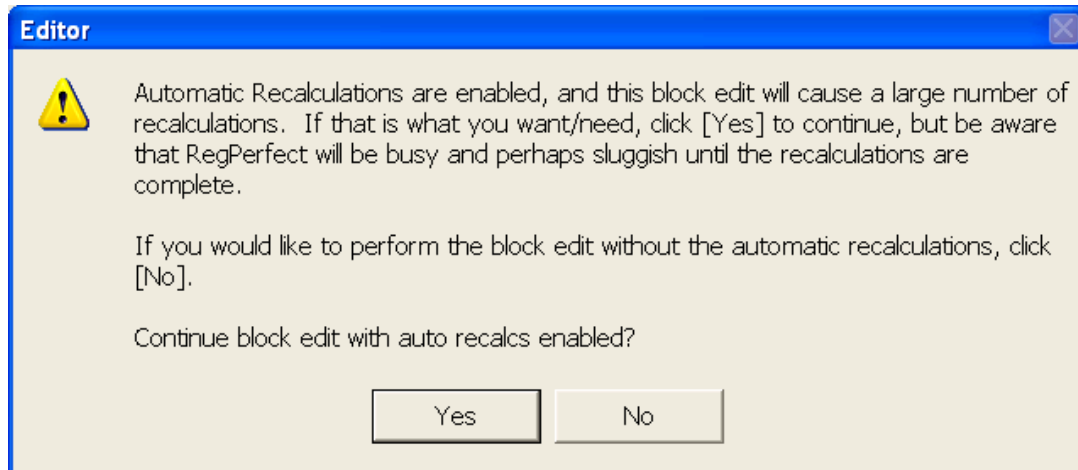 Editor
Automatic Recalculations are enabled, and this block edit will cause a large number of
recalculations.  If that is what you want/need, click [Yes] to continue, but be aware
that RegPerfect will be busy and perhaps sluggish until the recalculations are
complete.
If you would like to perform the block edit without the automatic recalculations, click
[No].
Continue block edit with auto recalcs enabled?
Yes
No